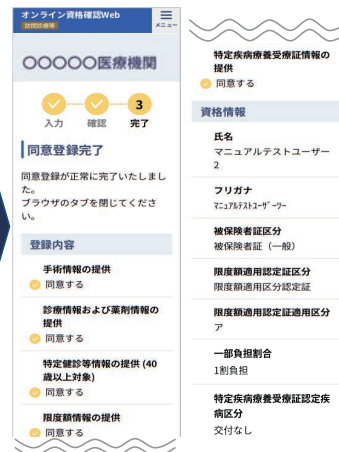 オンライン資格確認Web
訪問診療等
メニュー
○○○○○医療機関
3
入力
確認
完了
同意登録完了
同意登録が正常に完了いたしまし
た。
ブラウザのタブを閉じてくださ
い。
登録内容
手術情報の提供
同意する
診療情報および薬剤情報の
提供
同意する
特定健診等情報の提供 (40
歳以上対象)
同意する
限度額情報の提供
同意する
特定疾病療養受療証情報の
提供
同意する
資格情報
氏名
マニュアルテストユーザー
2
フリガナ
マニュアルテストユーザーツー
被保険者証区分
被保険者証（一般）
限度額適用認定証区分
限度額適用区分認定証
限度額適用認定証適用区分
ア
一部負担割合
1割負担
特定疾病療養受療証認定疾
病区分
交付なし